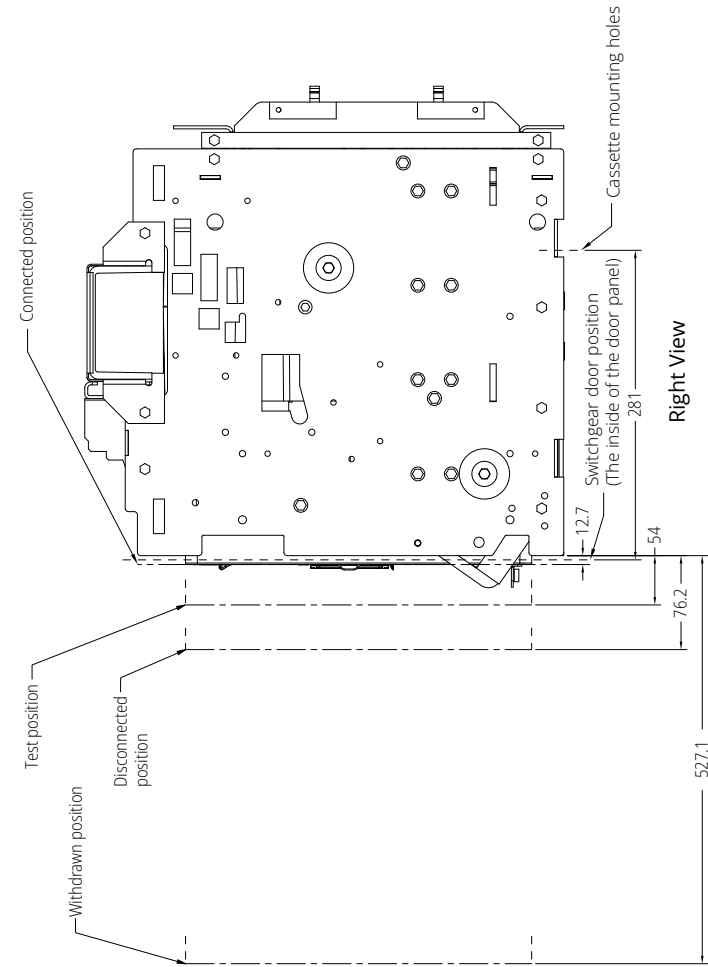 Withdrawn position
Test position
Disconnected
position
Connected position
527.1
76.2
54
12.7
281
Switchgear door position
(The inside of the door panel)
Cassette mounting holes
Right View